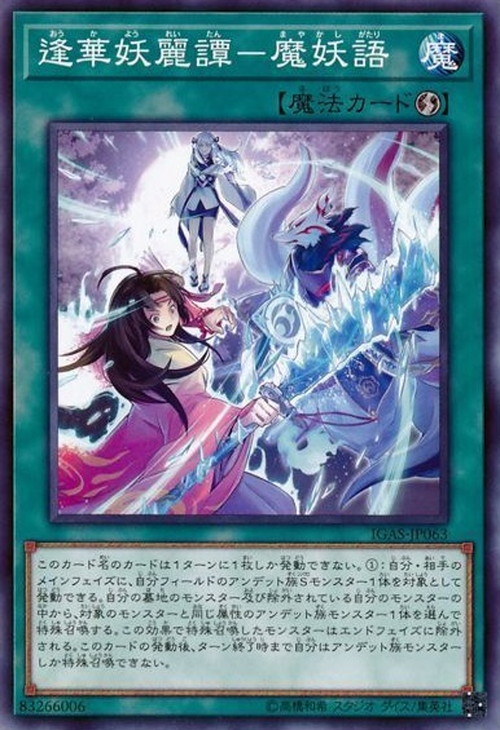 逢華妖麗譚－魔妖語
魔
【魔法カード】
IGAS-JP063
このカード名のカードは１ターンに１枚しか発動できない。①：自分・相手の
メインフェイズに、自分フィールドのアンデット族Ｓモンスター１体を対象として
発動できる。自分の墓地のモンスター及び除外されている自分のモンスターの
中から、対象のモンスターと同じ属性のアンデット族モンスター１体を選んで
特殊召喚する。この効果で特殊召喚したモンスターはエンドフェイズに除外
される。このカードの発動後、ターン終了時まで自分はアンデット族モンスター
しか特殊召喚できない。
83266006
©高橋和希 スタジオ・ダイス/集英社